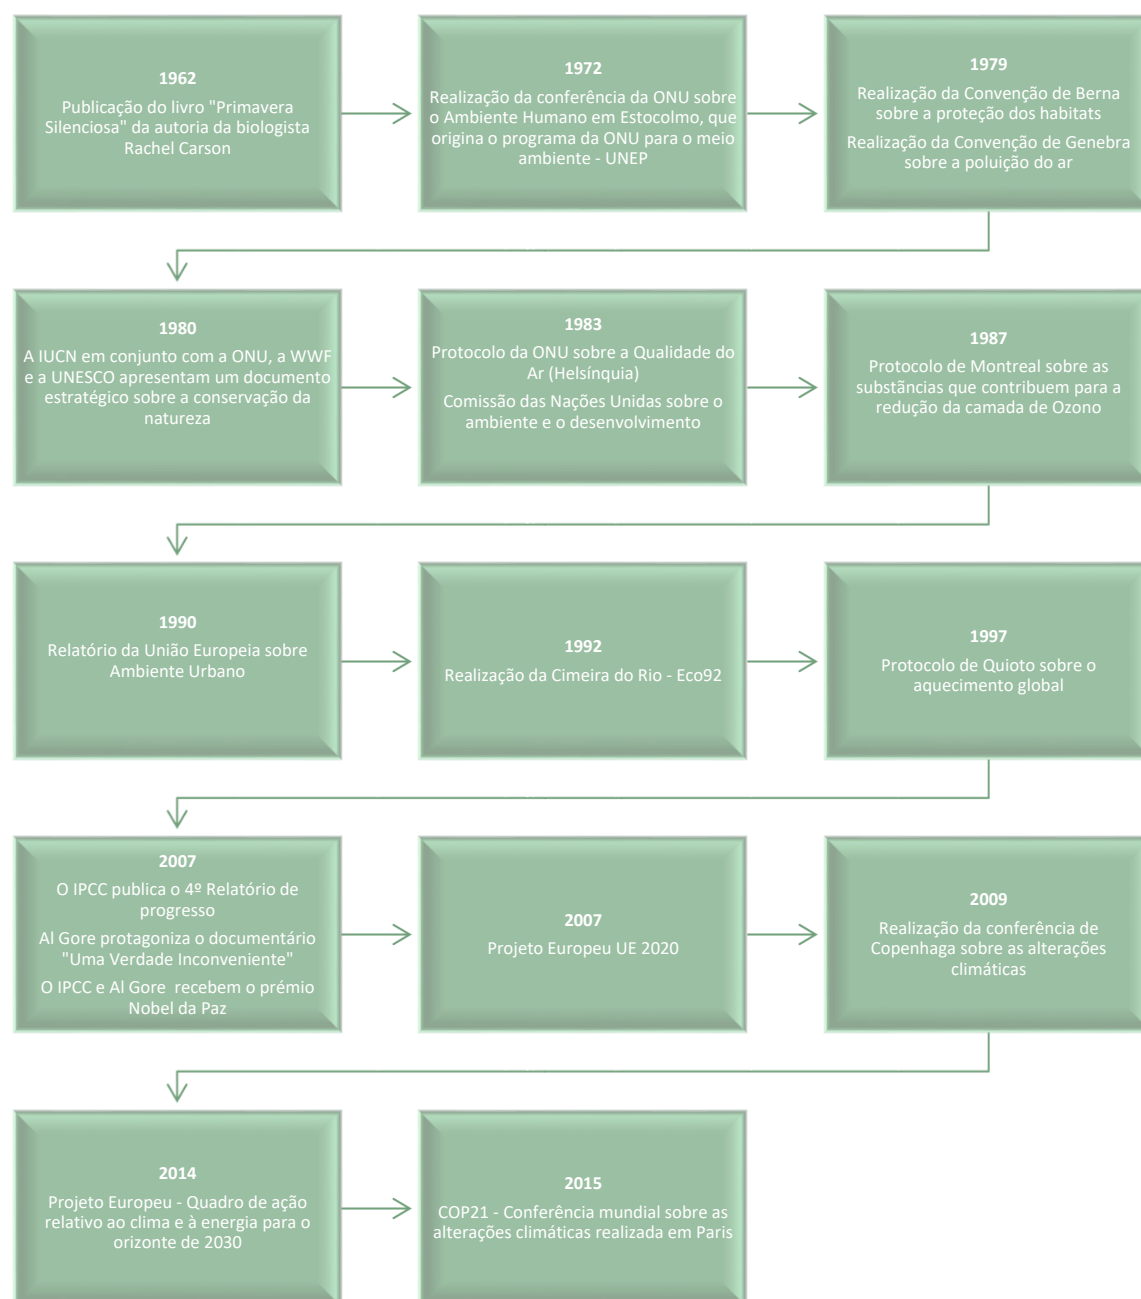 1962
Publicação do livro "Primavera
Silenciosa" da autoria da biologista
Rachel Carson
1972
Realização da conferência da ONU sobre
o Ambiente Humano em Estocolmo, que
origina o programa da ONU para o meio
ambiente - UNEP
1979
Realização da Convenção de Berna
sobre a proteção dos habitats
Realização da Convenção de Genebra
sobre a poluição do ar
1980
A IUCN em conjunto com a ONU, a WWF
e a UNESCO apresentam um documento
estratégico sobre a conservação da
natureza
1983
Protocolo da ONU sobre a Qualidade do
Ar (Helsínquia)
Comissão das Nações Unidas sobre o
ambiente e o desenvolvimento
1987
Protocolo de Montreal sobre as
substãncias que contribuem para a
redução da camada de Ozono
1990
Relatório da União Europeia sobre
Ambiente Urbano
1992
Realização da Cimeira do Rio - Eco92
1997
Protocolo de Quioto sobre o
aquecimento global
2007
O IPCC publica o 4º Relatório de
progresso
Al Gore protagoniza o documentário
"Uma Verdade Inconveniente"
O IPCC e Al Gore recebem o prémio
Nobel da Paz
2007
Projeto Europeu UE 2020
2009
Realização da conferência de
Copenhaga sobre as alterações
climáticas
2014
Projeto Europeu - Quadro de ação
relativo ao clima e à energia para o
orizonte de 2030
2015
COP21 - Conferência mundial sobre as
alterações climáticas realizada em Paris